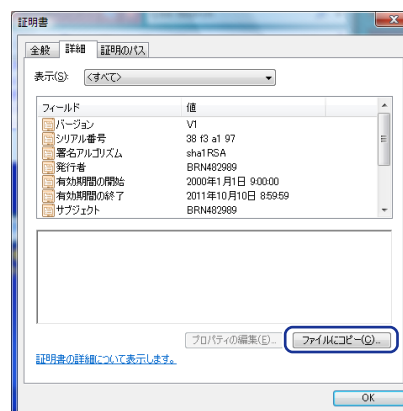 証明書
全般 詳細 証明のパス
表示(S): <すべて>
フィールド 値
バージョン V1
シリアル番号 38 f3 a1 97
署名アルゴリズム sha1RSA
発行者 BRN482989
有効期間の開始 2000年1月1日 9:00:00
有効期間の終了 2011年10月10日 8:59:59
サブジェクト BRN482989
プロパティの編集(E)... ファイルにコピー(C)...
証明書の詳細について表示します。
OK